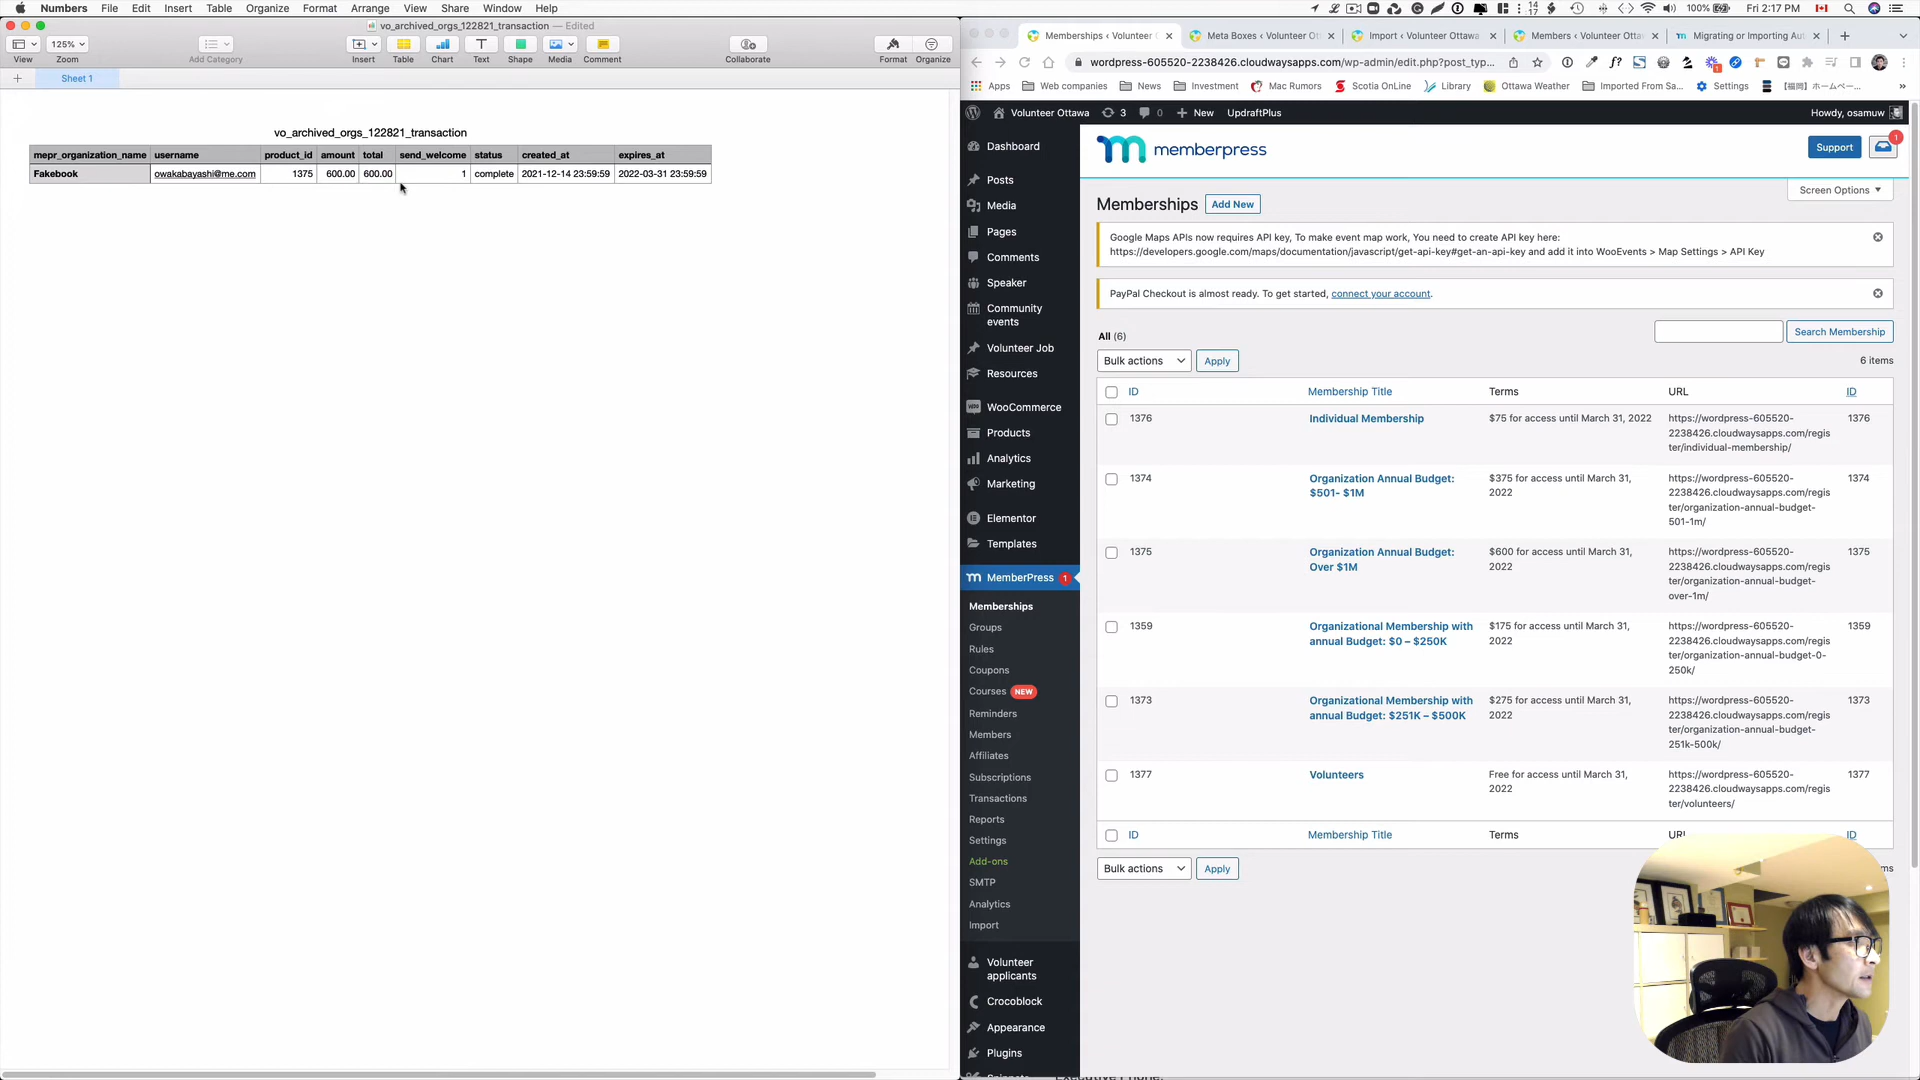 Numbers File Edit Insert Table Organize Format Arrange View Share Window Help
14
17
100%
Fri 2:17 PM
vo_archived_orgs_122821_transaction — Edited
125%
View Zoom Add Category Insert Table Chart Text Shape Media Comment Collaborate Format Organize
Sheet 1
vo_archived_orgs_122821_transaction
mepr_organization_name username product_id amount total send_welcome status created_at expires_at
Fakebook owakabayashi@me.com 1375 600.00 600.00 1 complete 2021-12-14 23:59:59 2022-03-31 23:59:59
Memberships ‹ Volunteer Meta Boxes ‹ Volunteer Ot Import ‹ Volunteer Ottawa Members ‹ Volunteer Ottaw Migrating or Importing Aut
wordpress-605520-2238426.cloudwaysapps.com/wp-admin/edit.php?post_typ...
Apps Web companies News Investment Mac Rumors Scotia OnLine Library Ottawa Weather Imported From Sa... Settings
Volunteer Ottawa 3 0 New UpdraftPlus
Howdy, osamuw
Dashboard
Posts
Media
Pages
Comments
Speaker
Community
events
Volunteer Job
Resources
WooCommerce
Products
Analytics
Marketing
Elementor
Templates
MemberPress 1
Memberships
Groups
Rules
Coupons
Courses NEW
Reminders
Members
Affiliates
Subscriptions
Transactions
Reports
Settings
Add-ons
SMTP
Analytics
Import
Volunteer
applicants
Crocoblock
Appearance
Plugins
memberpress
Support
1
Screen Options
Memberships Add New
Google Maps APIs now requires API key, To make event map work, You need to create API key here:
https://developers.google.com/maps/documentation/javascript/get-api-key#get-an-api-key and add it into WooEvents > Map Settings > API Key
PayPal Checkout is almost ready. To get started, connect your account.
All (6)
Search Membership
Bulk actions Apply
6 items
ID Membership Title Terms URL ID
1376 Individual Membership $75 for access until March 31, 2022 https://wordpress-605520- 1376
2238426.cloudwaysapps.com/regis
ter/individual-membership/
1374 Organization Annual Budget: $375 for access until March 31, https://wordpress-605520- 1374
$501- $1M 2022 2238426.cloudwaysapps.com/regis
ter/organization-annual-budget-
501-1m/
1375 Organization Annual Budget: $600 for access until March 31, https://wordpress-605520- 1375
Over $1M 2022 2238426.cloudwaysapps.com/regis
ter/organization-annual-budget-
over-1m/
1359 Organizational Membership with $175 for access until March 31, https://wordpress-605520- 1359
annual Budget: $0 – $250K 2022 2238426.cloudwaysapps.com/regis
ter/organization-annual-budget-0-
250k/
1373 Organizational Membership with $275 for access until March 31, https://wordpress-605520- 1373
annual Budget: $251K – $500K 2022 2238426.cloudwaysapps.com/regis
ter/organization-annual-budget-
251k-500k/
1377 Volunteers Free for access until March 31, https://wordpress-605520- 1377
2022 2238426.cloudwaysapps.com/regis
ter/volunteers/
ID Membership Title Terms URL ID
Bulk actions Apply